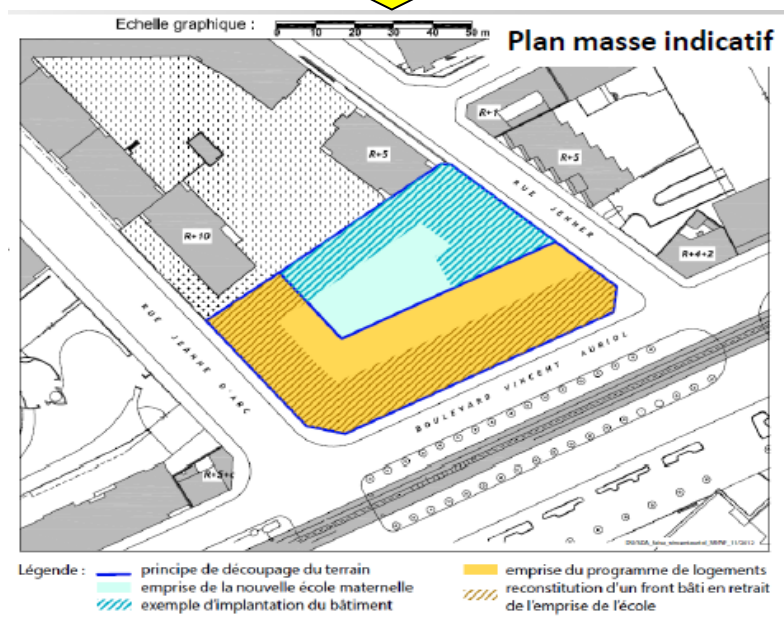 Echelle graphique :
0 10 20 30 40 50 m
Plan masse indicatif
R+1
R+5
R+5
RUE JENNER
R+10
R+4+2
RUE JEANNE D'ARC
BOULEVARD VINCENT AURIOL
Légende :
principe de découpage du terrain
emprise de la nouvelle école maternelle
exemple d'implantation du bâtiment
emprise du programme de logements
reconstitution d'un front bâti en retrait
de l'emprise de l'école